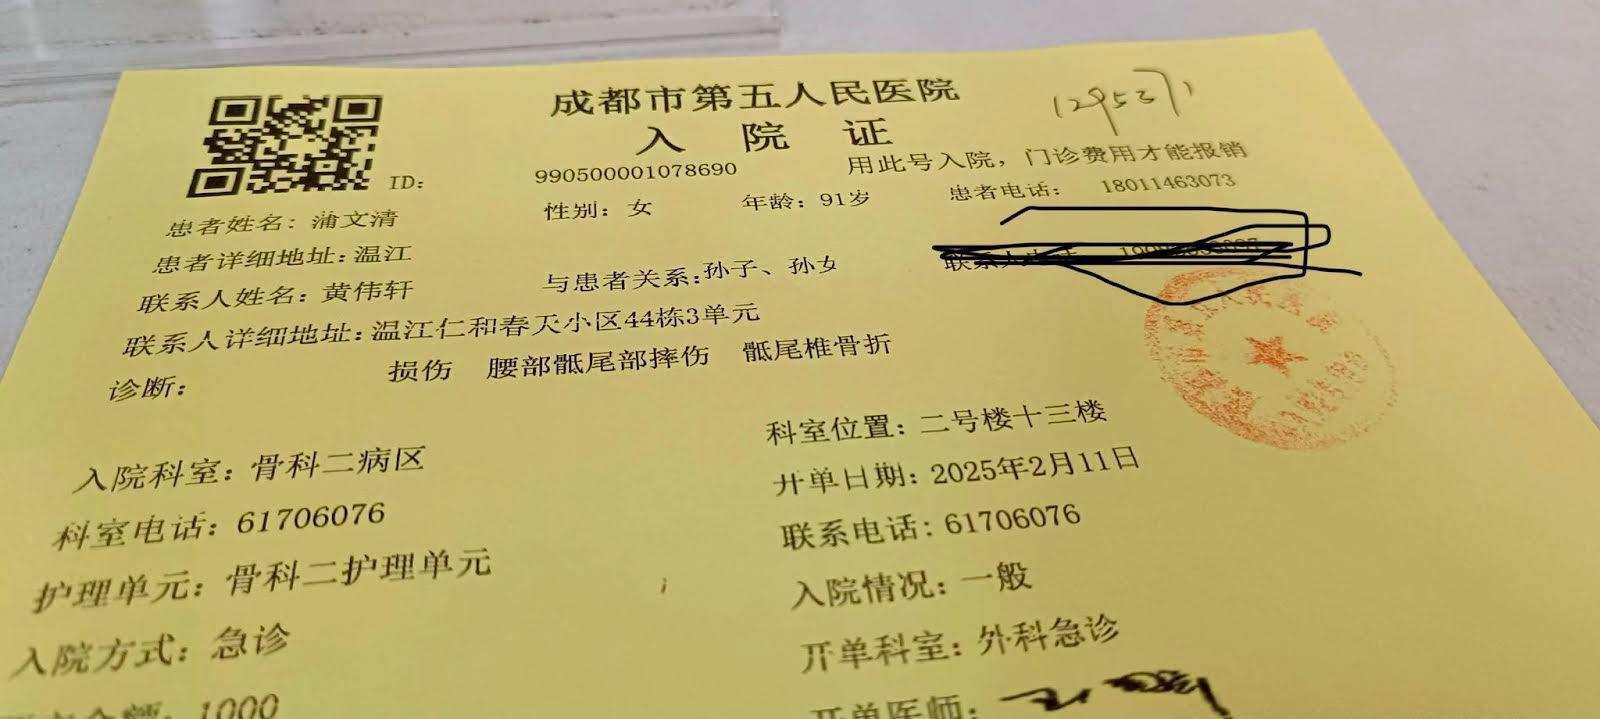 成都市第五人民医院
入 院 证
1295371
ID: 990500001078690 用此号入院，门诊费用才能报销
患者姓名：蒲文清 性别：女 年龄：91岁 患者电话： 18011463073
患者详细地址：温江
联系人姓名：黄伟轩 与患者关系：孙子、孙女 联系人电话
联系人详细地址：温江仁和春天小区44栋3单元
诊断： 损伤 腰部骶尾部摔伤 骶尾椎骨折
入院科室：骨科二病区 科室位置：二号楼十三楼
科室电话：61706076 开单日期：2025年2月11日
护理单元：骨科二护理单元 联系电话：61706076
入院方式：急诊 入院情况：一般
开单科室：外科急诊
金额：1000 开单医师：